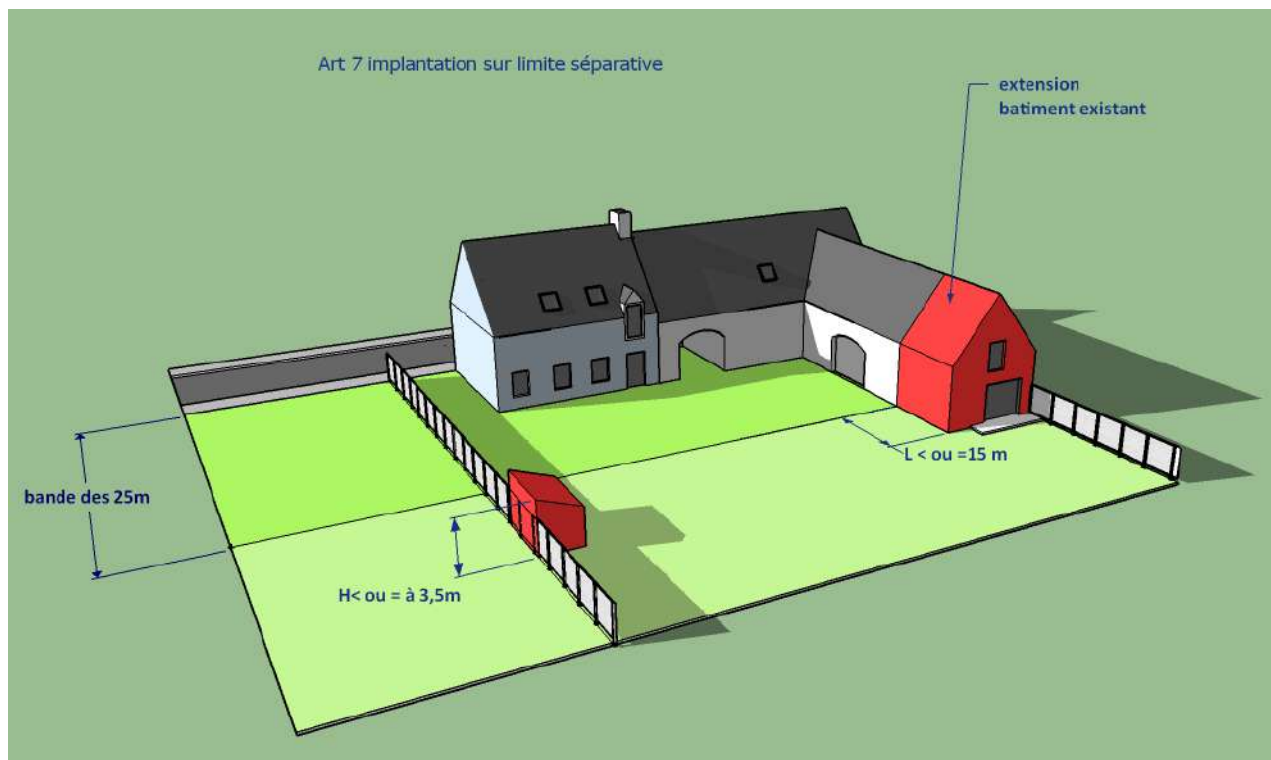 Art 7 implantation sur limite séparative
extension
batiment existant
bande des 25m
L < ou =15 m
H< ou = à 3,5m